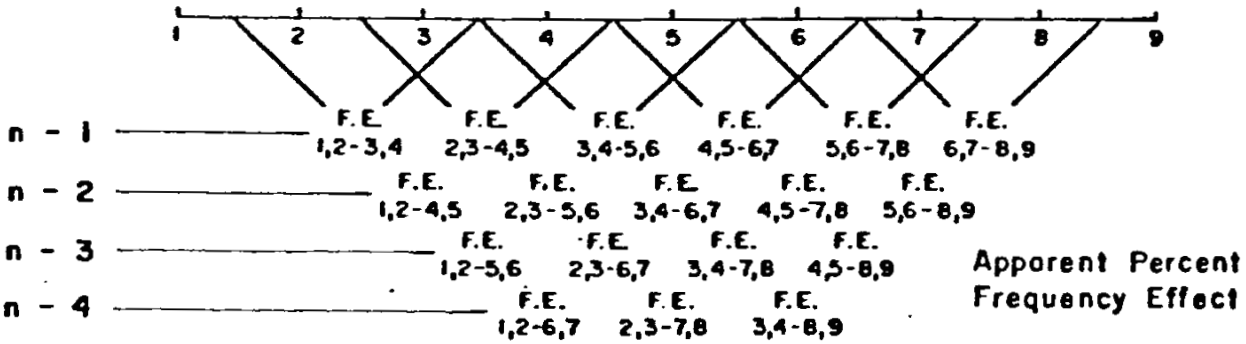 1 2 3 4 5 6 7 8 9
F.E. F.E. F.E. F.E. F.E. F.E.
n - 1
1,2-3,4 2,3-4,5 3,4-5,6 4,5-6,7 5,6-7,8 6,7-8,9
F.E. F.E. F.E. F.E. F.E.
n - 2
1,2-4,5 2,3-5,6 3,4-6,7 4,5-7,8 5,6-8,9
F.E. F.E F.E. F.E.
n - 3
1,2-5,6 2,3-6,7 3,4-7,8 4,5-8,9
Apparent Percent
F.E. F.E. F.E.
Frequency Effect
n - 4
1,2-6,7 2,3-7,8 3,4-8,9